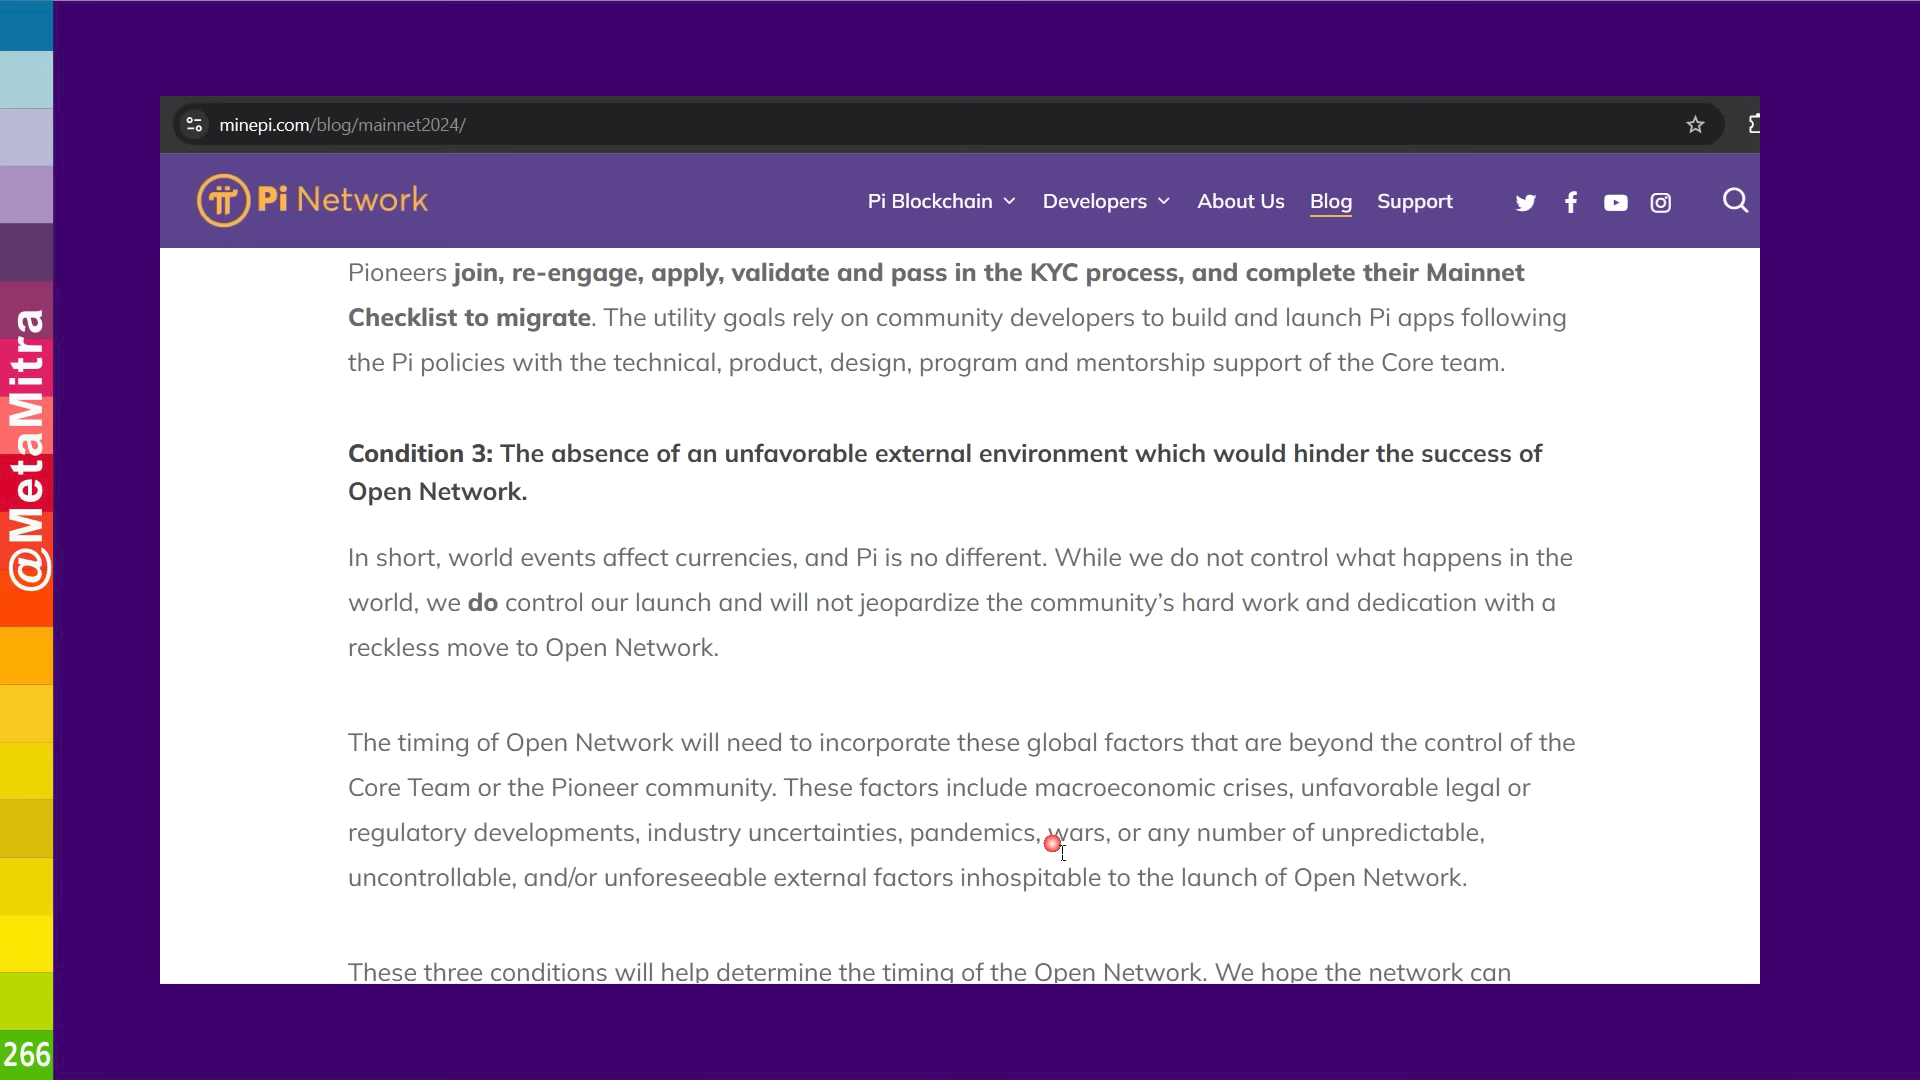 minepi.com/blog/mainnet2024/
Pi Network
Pi Blockchain Developers About Us Blog Support
Pioneers join, re-engage, apply, validate and pass in the KYC process, and complete their Mainnet
Checklist to migrate. The utility goals rely on community developers to build and launch Pi apps following
the Pi policies with the technical, product, design, program and mentorship support of the Core team.
Condition 3: The absence of an unfavorable external environment which would hinder the success of
Open Network.
In short, world events affect currencies, and Pi is no different. While we do not control what happens in the
world, we do control our launch and will not jeopardize the community’s hard work and dedication with a
reckless move to Open Network.
The timing of Open Network will need to incorporate these global factors that are beyond the control of the
Core Team or the Pioneer community. These factors include macroeconomic crises, unfavorable legal or
regulatory developments, industry uncertainties, pandemics, wars, or any number of unpredictable,
uncontrollable, and/or unforeseeable external factors inhospitable to the launch of Open Network.
These three conditions will help determine the timing of the Open Network. We hope the network can
@MetaMitra
266